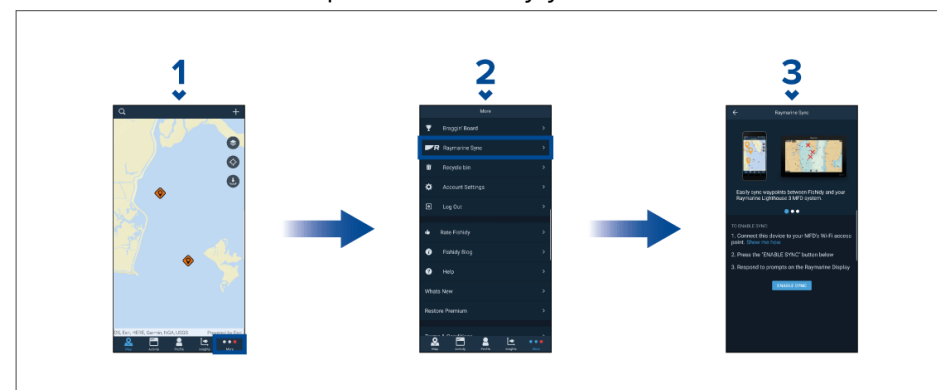 1
2
3
More
Braggin' Board
Raymarine Sync
Recycle bin
Account Settings
Log Out
Rate Fishidy
Fishidy Blog
Help
Whats New
Restore Premium
Map
Activity
Profile
Insights
More
GS, Esri, HERE, Garmin, NGA, USGS
Powered by Esri
Map
Activity
Profile
Insights
More
Raymarine Sync
Easily sync waypoints between Fishidy and your
Raymarine Lighthouse 3 MFD system.
TO ENABLE SYNC
1. Connect this device to your MFD's Wi-Fi access
point. Show me how
2. Press the "ENABLE SYNC" button below
3. Respond to prompts on the Raymarine Display
ENABLE SYNC